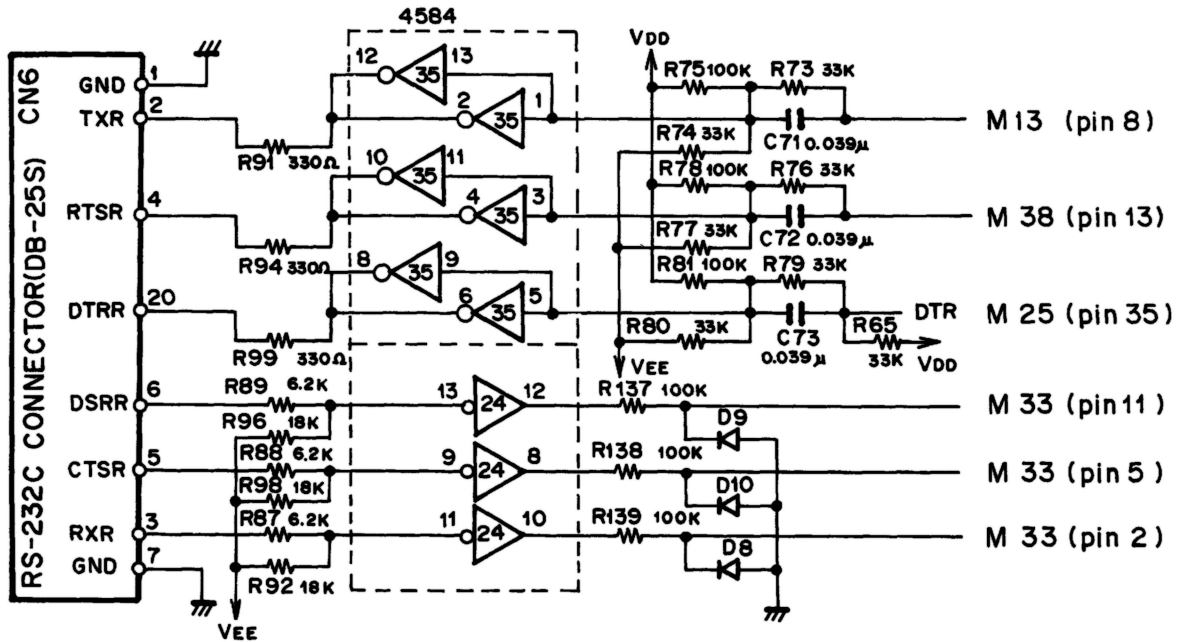 4584
RS-232C CONNECTOR(DB-25S) CN6
GND 1
TXR 2
R91 330Ω
RTSR 4
R94 330Ω
DTRR 20
R99 330Ω
DSRR 6
R89 6.2K
R96 18K
CTSR 5
R88 6.2K
R98 18K
RXR 3
R87 6.2K
GND 7
R92 18K
VEE
12 35 13
2 35 1
10 35 11
4 35 3
8 35 9
6 35 5
13 24 12
9 24 8
11 24 10
VDD
R75 100K R73 33K
R74 33K C71 0.039μ
M13 (pin 8)
R78 100K R76 33K
R77 33K C72 0.039μ
M 38 (pin 13)
R81 100K R79 33K
R80 33K C73 0.039μ
DTR M 25 (pin 35)
R65 33K VDD
VEE
R137 100K
M 33 (pin 11)
D9
R138 100K
M 33 (pin 5)
D10
R139 100K
M 33 (pin 2)
D8